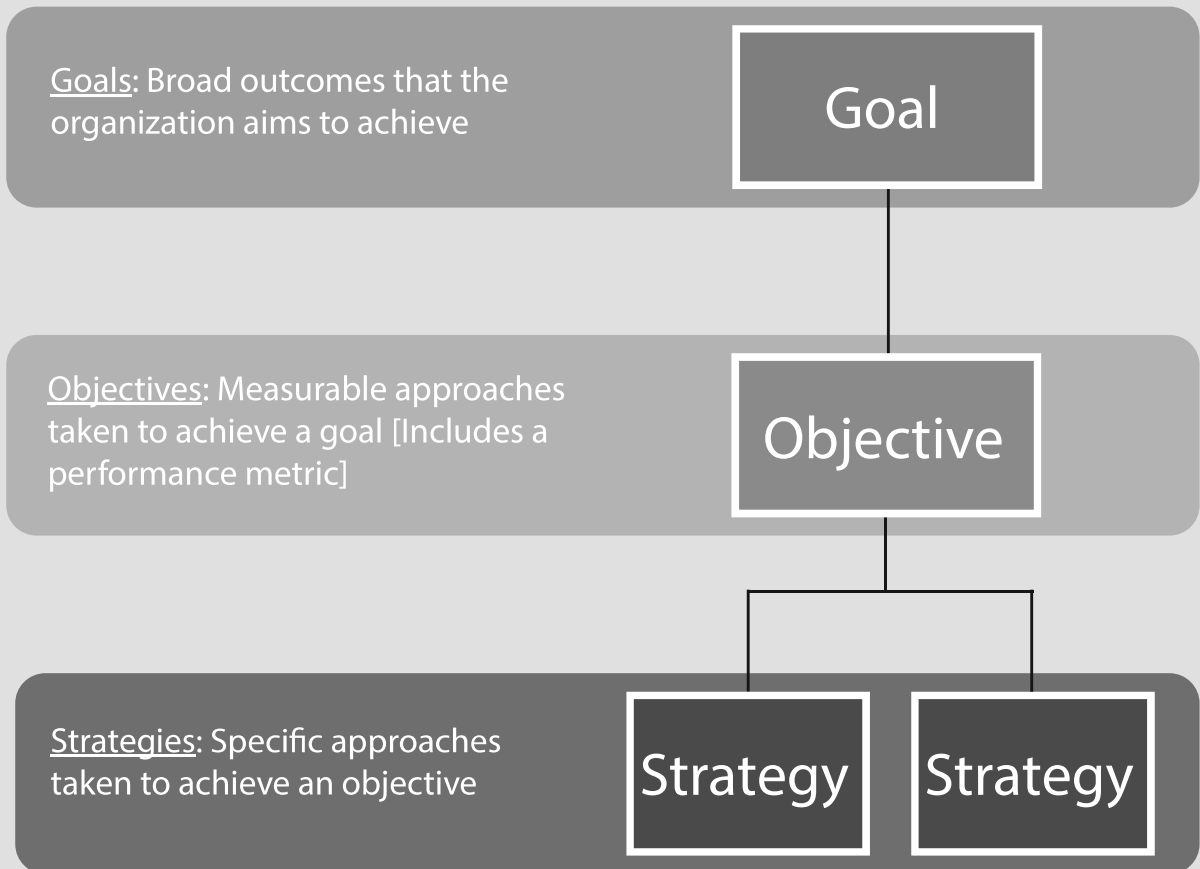 Goals: Broad outcomes that the
organization aims to achieve
Goal
Objectives: Measurable approaches
taken to achieve a goal [Includes a
performance metric]
Objective
Strategies: Specific approaches
taken to achieve an objective
Strategy
Strategy